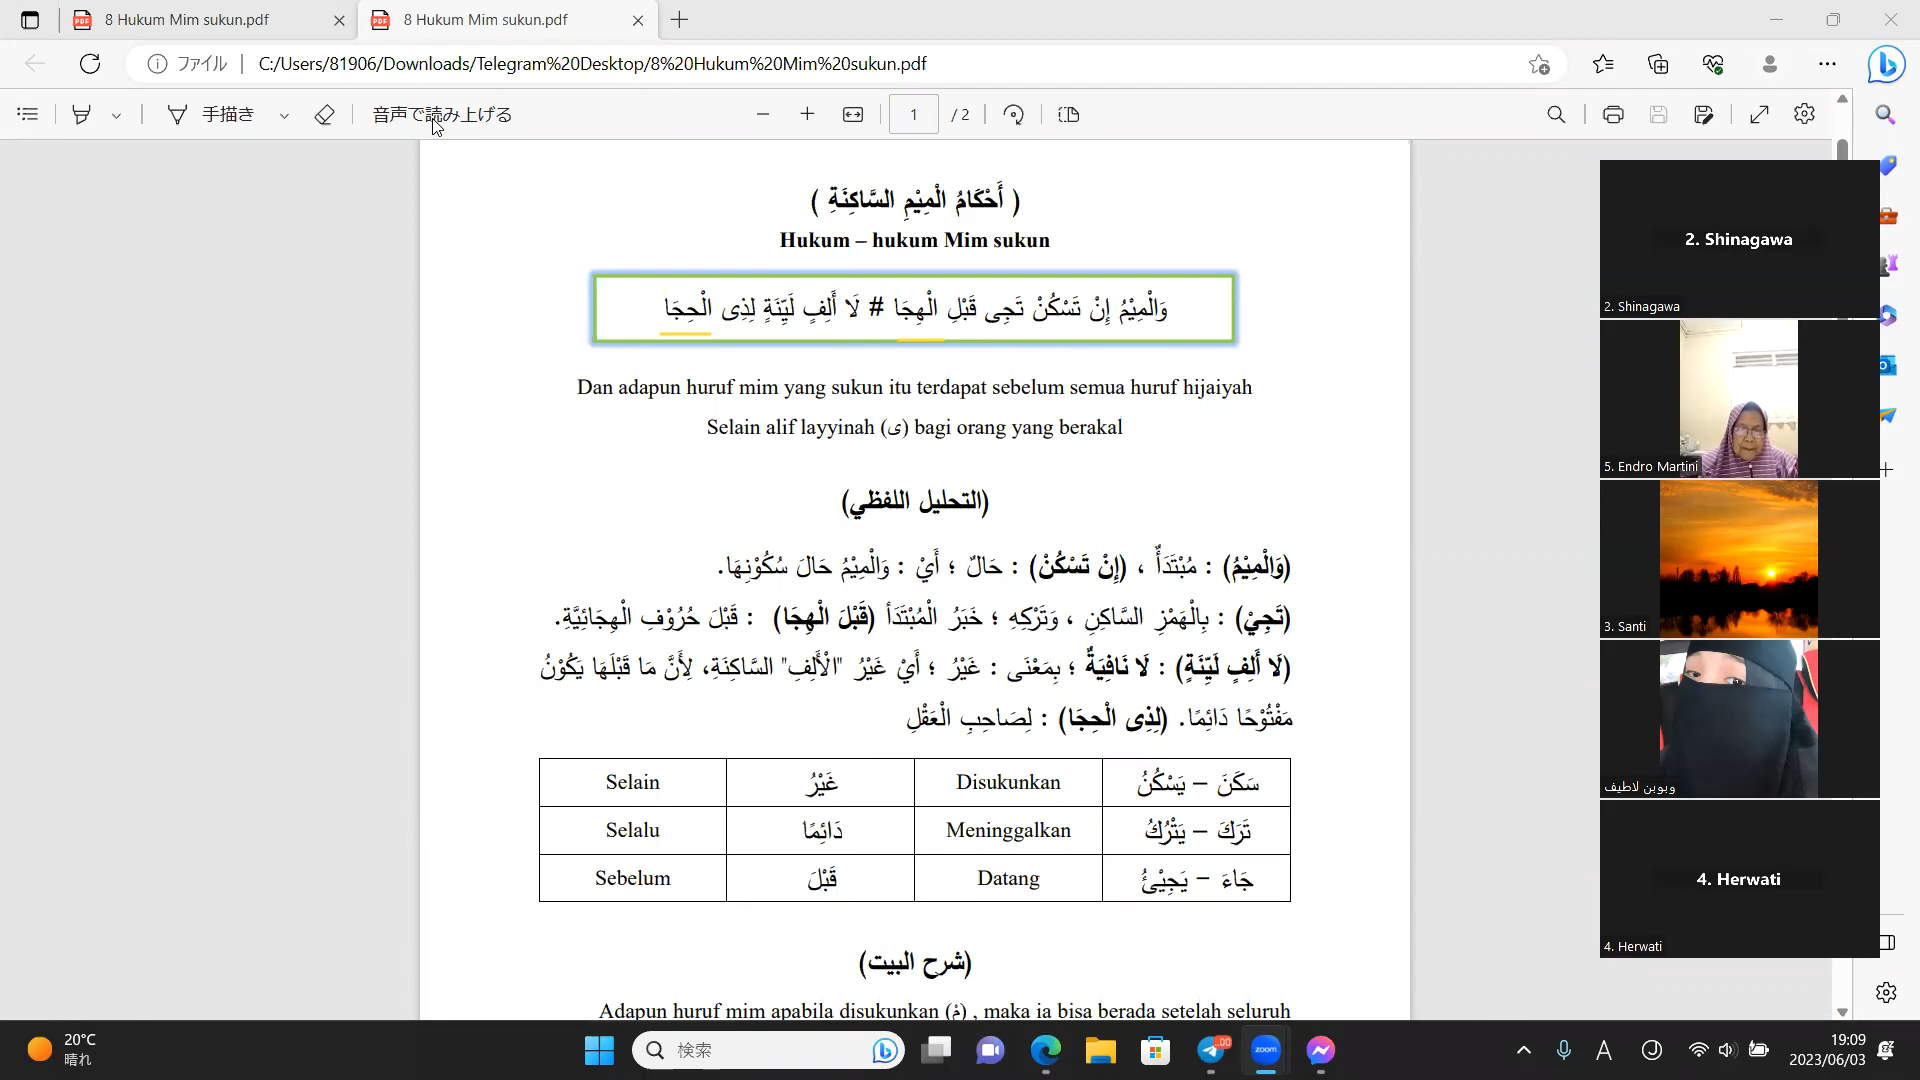 8 Hukum Mim sukun.pdf
8 Hukum Mim sukun.pdf
ファイル
C:/Users/81906/Downloads/Telegram%20Desktop/8%20Hukum%20Mim%20sukun.pdf
手描き
音声で読み上げる
1 / 2
( أَحْكَامُ الْمِيْمِ السَّاكِنَةِ )
Hukum – hukum Mim sukun
وَالْمِيْمُ إِنْ تَسْكُنْ تَجِى قَبْلِ الْهِجَا # لَا أَلِفٍ لَيِّنَةٍ لِذِى الْحِجَا
Dan adapun huruf mim yang sukun itu terdapat sebelum semua huruf hijaiyah
Selain alif layyinah (ى) bagi orang yang berakal
(التحليل اللفظي)
(وَالْمِيْمُ) : مُبْتَدَأٌ ، (إِنْ تَسْكُنْ) : حَالٌ ؛ أَيْ : وَالْمِيْمُ حَالَ سُكُوْنِهَا.
(تَجِيْ) : بِالْهَمْزِ السَّاكِنِ ، وَتَرْكِهِ ؛ خَبَرُ الْمُبْتَدَأ (قَبْلَ الْهِجَا) : قَبْلَ حُرُوْفِ الْهِجَائِيَّةِ.
(لَا أَلِفٍ لَيِّنَةٍ) : لَا نَافِيَةٌ ؛ بِمَعْنَى : غَيْرُ ؛ أَيْ غَيْرُ "الْأَلِفِ" السَّاكِنَةِ، لِأَنَّ مَا قَبْلَهَا يَكُوْنُ
مَفْتُوْحًا دَائِمًا. (لِذِى الْحِجَا) : لِصَاحِبِ الْعَقْلِ
Selain غَيْرُ Disukunkan سَكَنَ – يَسْكُنُ
Selalu دَائِمًا Meninggalkan تَرَكَ – يَتْرُكُ
Sebelum قَبْلَ Datang جَاءَ – يَجِيْئُ
(شرح البيت)
Adapun huruf mim apabila disukunkan (مْ) , maka ia bisa berada setelah seluruh
2. Shinagawa
2. Shinagawa
5. Endro Martini
3. Santi
وبوبن لاطيف
4. Herwati
4. Herwati
20°C
晴れ
検索
.00
zoom
A
J
19:09
2023/06/03